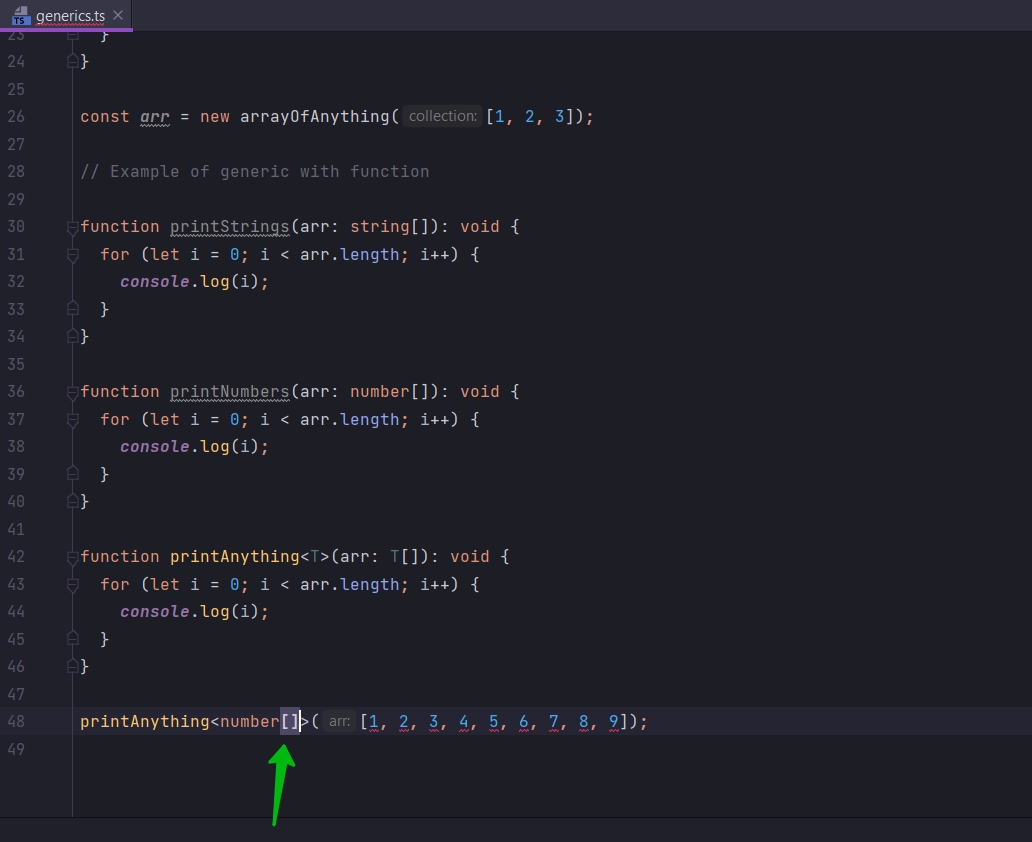 TS generics.ts ×
23 }
24 }
25
26 const arr = new arrayOfAnything( collection: [1, 2, 3]);
27
28 // Example of generic with function
29
30 function printStrings(arr: string[]): void {
31 for (let i = 0; i < arr.length; i++) {
32 console.log(i);
33 }
34 }
35
36 function printNumbers(arr: number[]): void {
37 for (let i = 0; i < arr.length; i++) {
38 console.log(i);
39 }
40 }
41
42 function printAnything<T>(arr: T[]): void {
43 for (let i = 0; i < arr.length; i++) {
44 console.log(i);
45 }
46 }
47
48 printAnything<number[]>( arr: [1, 2, 3, 4, 5, 6, 7, 8, 9]);
49